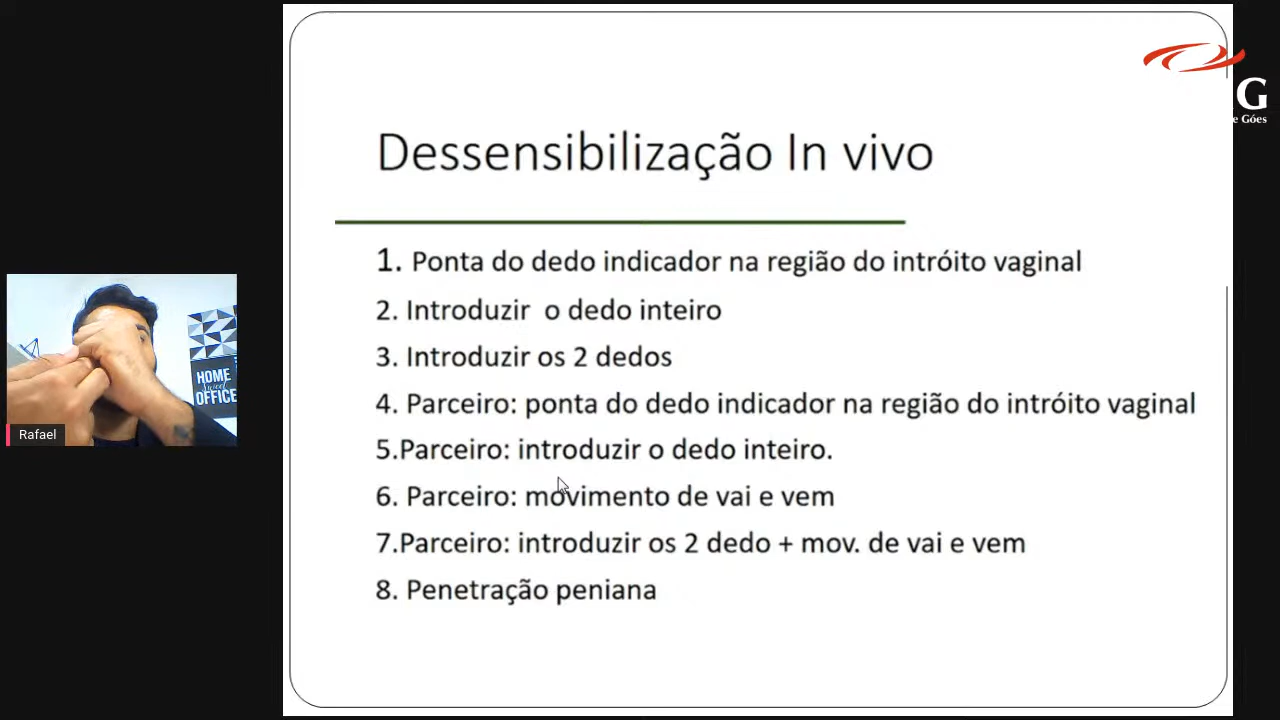 G
e Góes
Dessensibilização In vivo
1. Ponta do dedo indicador na região do intróito vaginal
2. Introduzir o dedo inteiro
3. Introduzir os 2 dedos
4. Parceiro: ponta do dedo indicador na região do intróito vaginal
5.Parceiro: introduzir o dedo inteiro.
6. Parceiro: movimento de vai e vem
7.Parceiro: introduzir os 2 dedo + mov. de vai e vem
8. Penetração peniana
HOME
Sweet
OFFICE
Rafael